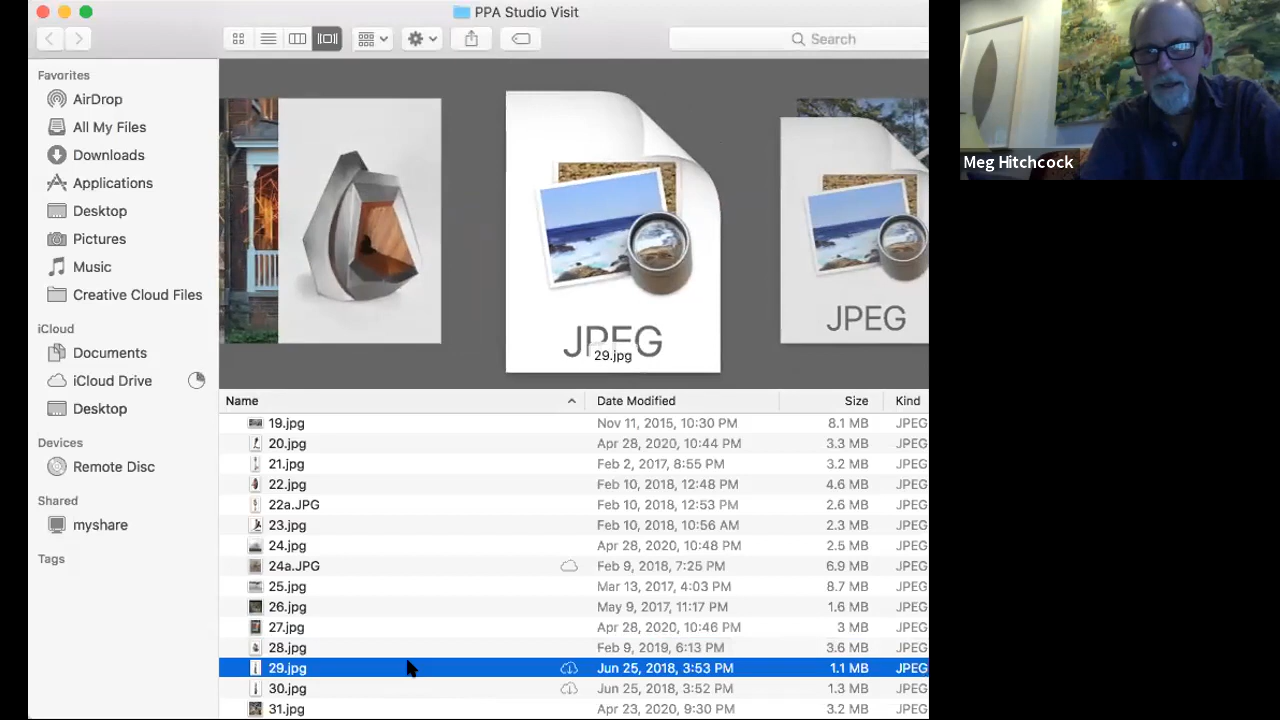 PPA Studio Visit
Search
Favorites
AirDrop
All My Files
Downloads
Applications
Desktop
Pictures
Music
Creative Cloud Files
iCloud
Documents
iCloud Drive
Desktop
Devices
Remote Disc
Shared
myshare
Tags
JPEG
29.jpg
JPEG
Name Date Modified Size Kind
19.jpg Nov 11, 2015, 10:30 PM 8.1 MB JPEG
20.jpg Apr 28, 2020, 10:44 PM 3.3 MB JPEG
21.jpg Feb 2, 2017, 8:55 PM 3.2 MB JPEG
22.jpg Feb 10, 2018, 12:48 PM 4.6 MB JPEG
22a.JPG Feb 10, 2018, 12:53 PM 2.6 MB JPEG
23.jpg Feb 10, 2018, 10:56 AM 2.3 MB JPEG
24.jpg Apr 28, 2020, 10:48 PM 2.5 MB JPEG
24a.JPG Feb 9, 2018, 7:25 PM 6.9 MB JPEG
25.jpg Mar 13, 2017, 4:03 PM 8.7 MB JPEG
26.jpg May 9, 2017, 11:17 PM 1.6 MB JPEG
27.jpg Apr 28, 2020, 10:46 PM 3 MB JPEG
28.jpg Feb 9, 2019, 6:13 PM 3.6 MB JPEG
29.jpg Jun 25, 2018, 3:53 PM 1.1 MB JPEG
30.jpg Jun 25, 2018, 3:52 PM 1.3 MB JPEG
31.jpg Apr 23, 2020, 9:30 PM 3.2 MB JPEG
Meg Hitchcock